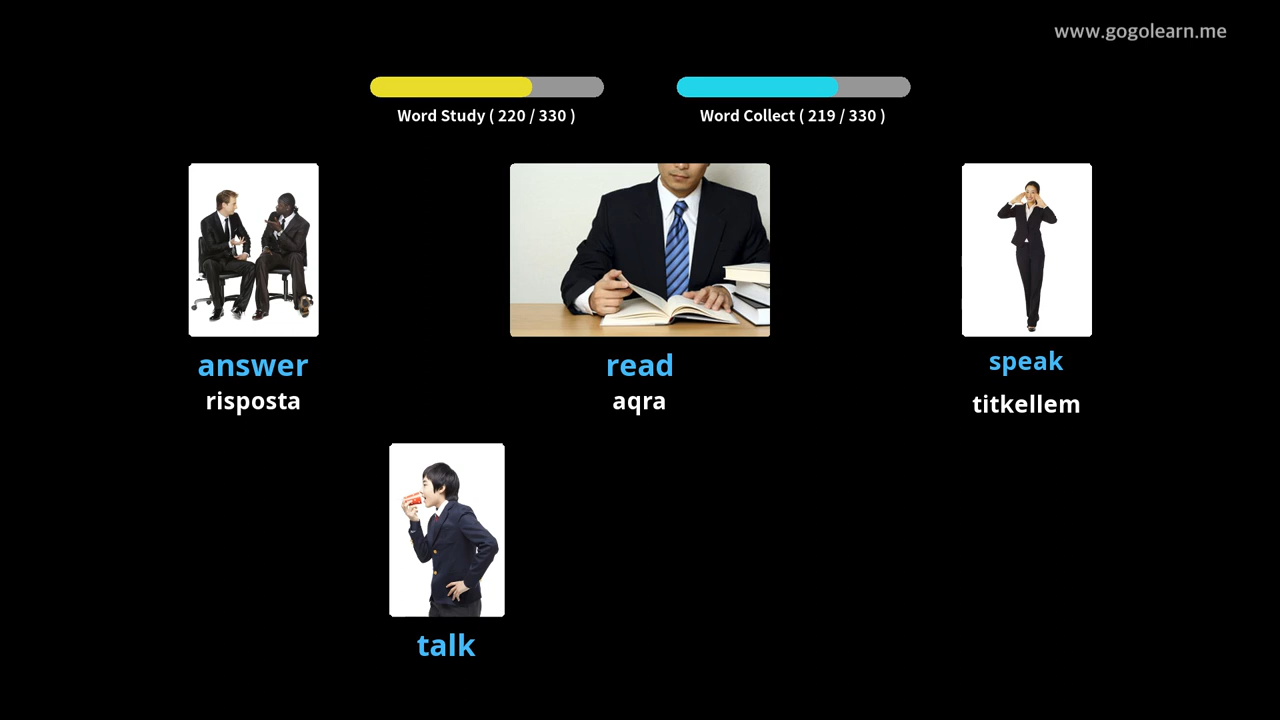 www.gogolearn.me
Word Study ( 220 / 330 )
Word Collect ( 219 / 330 )
answer
risposta
read
aqra
speak
titkellem
talk